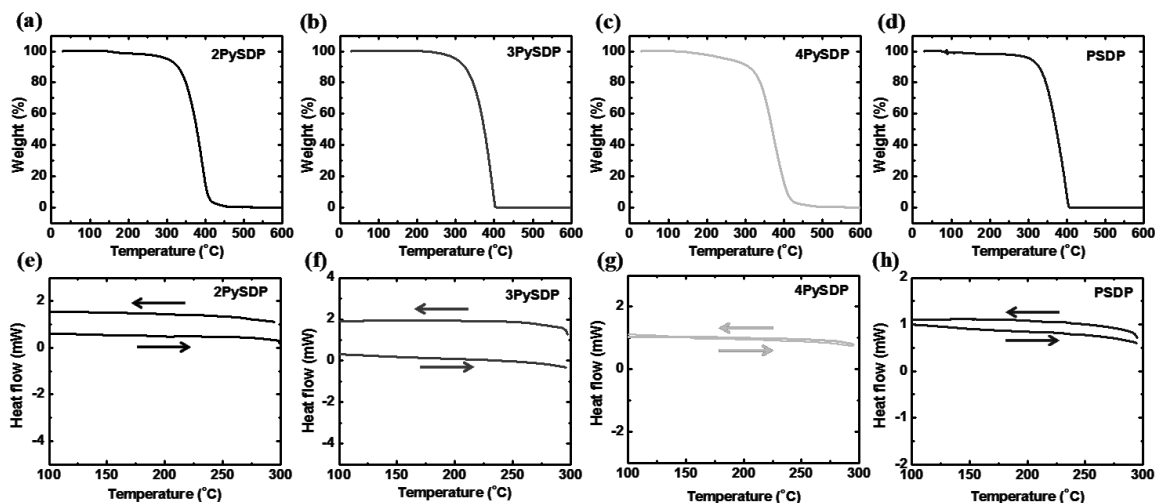 (a)
2PySDP
Weight (%)
100
80
60
40
20
0
0 100 200 300 400 500 600
Temperature (°C)
(b)
3PySDP
Weight (%)
100
80
60
40
20
0
0 100 200 300 400 500 600
Temperature (°C)
(c)
4PySDP
Weight (%)
100
80
60
40
20
0
0 100 200 300 400 500 600
Temperature (°C)
(d)
PSDP
Weight (%)
100
80
60
40
20
0
0 100 200 300 400 500 600
Temperature (°C)
(e)
2PySDP
Heat flow (mW)
2
0
-2
-4
100 150 200 250 300
Temperature (°C)
(f)
3PySDP
Heat flow (mW)
4
2
0
-2
-4
100 150 200 250 300
Temperature (°C)
(g)
4PySDP
Heat flow (mW)
2
0
-2
100 150 200 250 300
Temperature (°C)
(h)
PSDP
Heat flow (mW)
2
1
0
-1
-2
100 150 200 250 300
Temperature (°C)